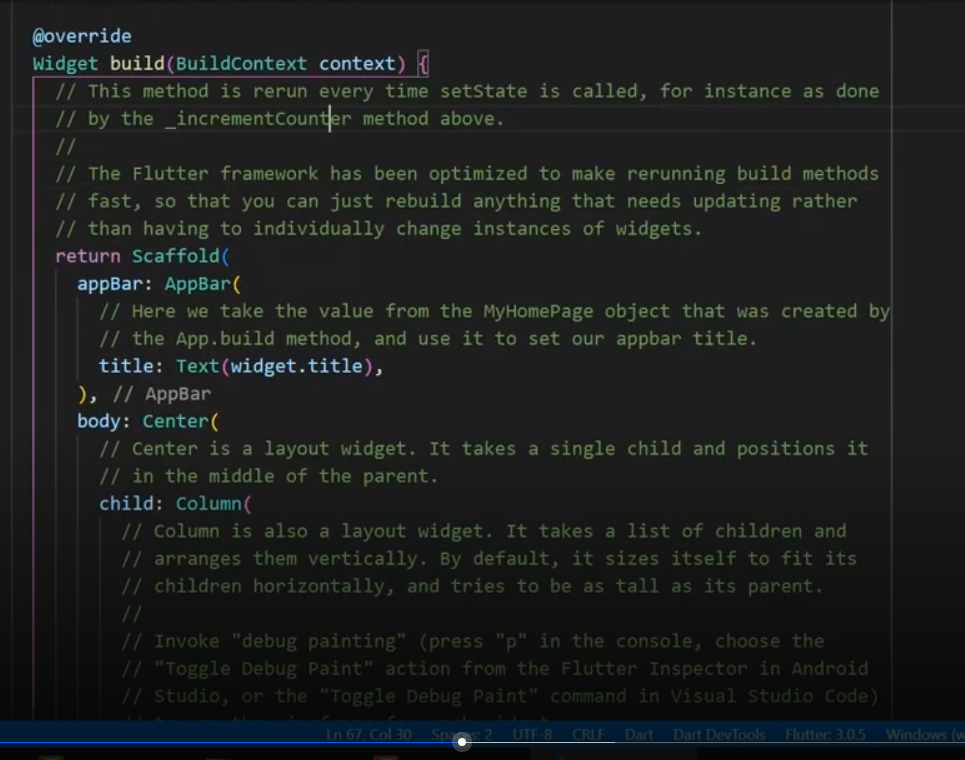 @override
Widget build(BuildContext context) {
// This method is rerun every time setState is called, for instance as done
// by the _incrementCounter method above.
//
// The Flutter framework has been optimized to make rerunning build methods
// fast, so that you can just rebuild anything that needs updating rather
// than having to individually change instances of widgets.
return Scaffold(
appBar: AppBar(
// Here we take the value from the MyHomePage object that was created by
// the App.build method, and use it to set our appbar title.
title: Text(widget.title),
), // AppBar
body: Center(
// Center is a layout widget. It takes a single child and positions it
// in the middle of the parent.
child: Column(
// Column is also a layout widget. It takes a list of children and
// arranges them vertically. By default, it sizes itself to fit its
// children horizontally, and tries to be as tall as its parent.
//
// Invoke "debug painting" (press "p" in the console, choose the
// "Toggle Debug Paint" action from the Flutter Inspector in Android
// Studio, or the "Toggle Debug Paint" command in Visual Studio Code)
Ln 67, Col 30 Spaces: 2 UTF-8 CRLF Dart Dart DevTools Flutter: 3.0.5 Windows